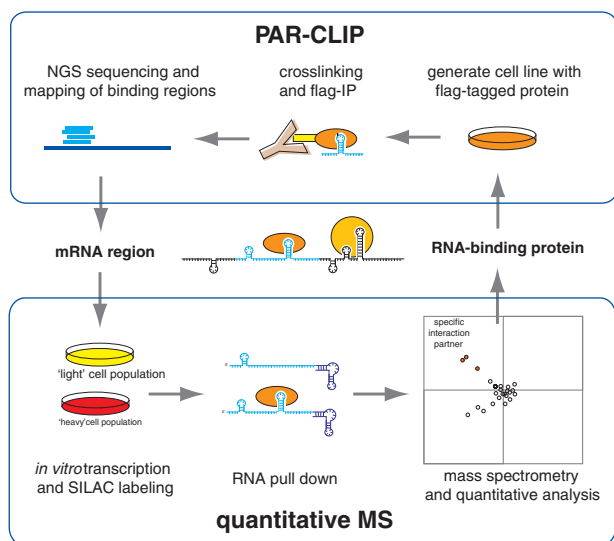 PAR-CLIP
NGS sequencing and
mapping of binding regions
crosslinking
and flag-IP
generate cell line with
flag-tagged protein
mRNA region
RNA-binding protein
'light' cell population
'heavy'cell population
in vitrotranscription
and SILAC labeling
RNA pull down
specific
interaction
partner
mass spectrometry
and quantitative analysis
quantitative MS